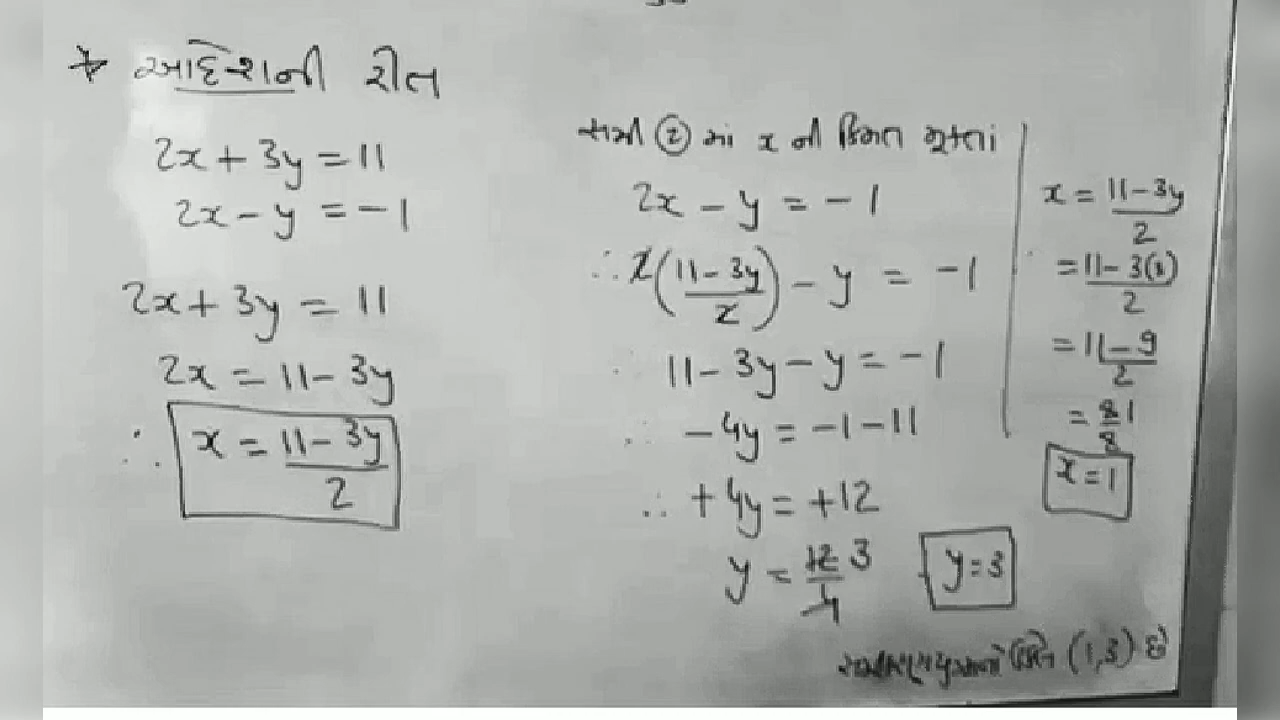 * આદેશની રીત
2x + 3y = 11
2x - y = -1
2x + 3y = 11
2x = 11 - 3y
∴ x = 11 - 3y / 2
સમી ② માં x ની કિંમત મૂકતાં
2x - y = -1
∴ 2(11 - 3y / 2) - y = -1
∴ 11 - 3y - y = -1
∴ -4y = -1 - 11
∴ +4y = +12
y = 12/4 3
y = 3
x = 11 - 3y / 2
= 11 - 3(3) / 2
= 11 - 9 / 2
x = 1
(1,3) છે